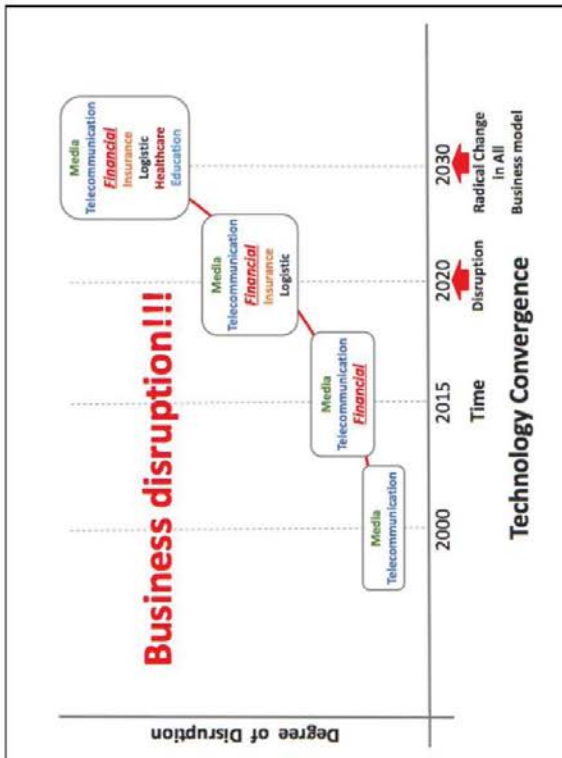 Business disruption!!!
Degree of Disruption
Media
Telecommunication
Media
Telecommunication
Financial
Media
Telecommunication
Financial
Insurance
Logistic
Media
Telecommunication
Financial
Insurance
Logistic
Healthcare
Education
2000
2015
2020
2030
Time
Disruption
Radical Change
in All
Business model
Technology Convergence